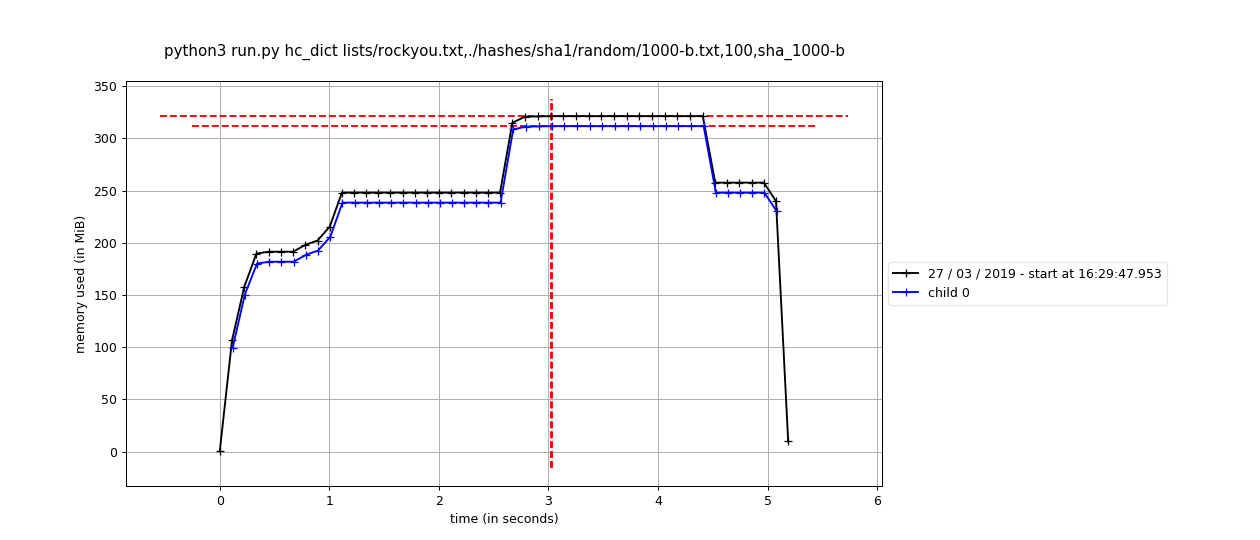 python3 run.py hc_dict lists/rockyou.txt,./hashes/sha1/random/1000-b.txt,100,sha_1000-b
350
300
250
200
150
100
50
0
memory used (in MiB)
0 1 2 3 4 5 6
time (in seconds)
27 / 03 / 2019 - start at 16:29:47.953
child 0